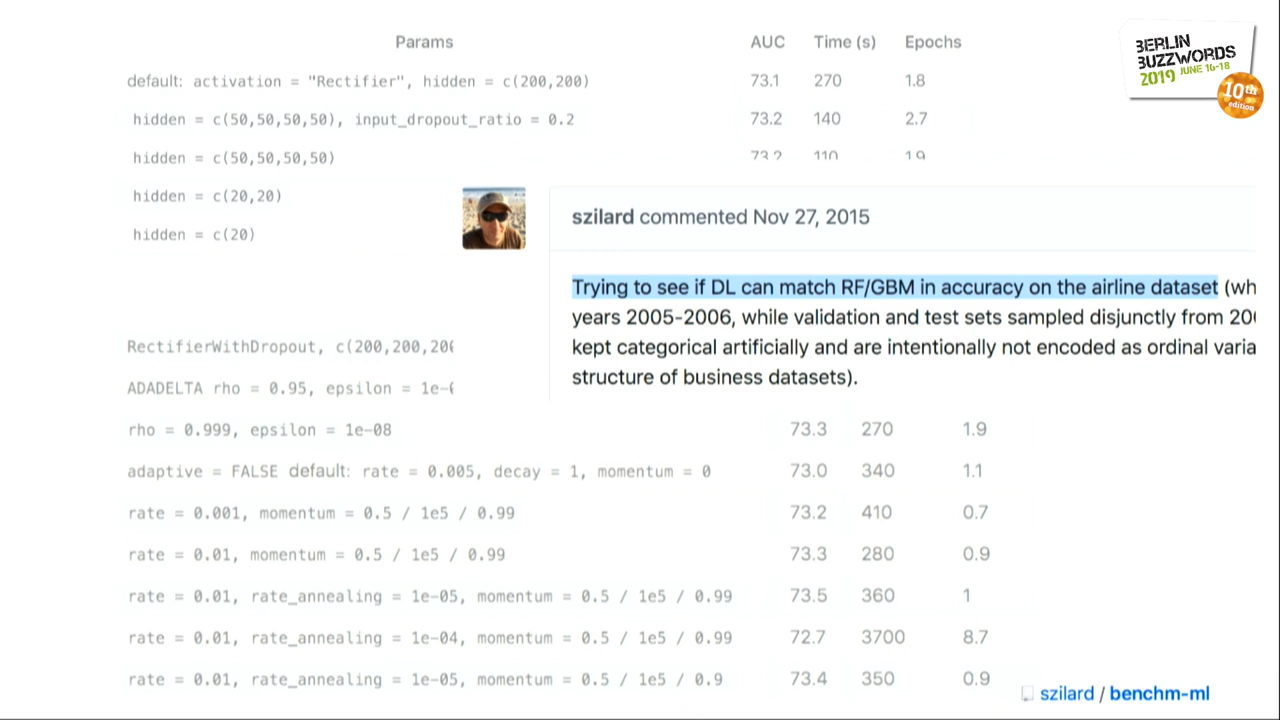 Params AUC Time (s) Epochs
default: activation = "Rectifier", hidden = c(200,200) 73.1 270 1.8
hidden = c(50,50,50,50), input_dropout_ratio = 0.2 73.2 140 2.7
hidden = c(50,50,50,50) 73.2 110 1.9
hidden = c(20,20)
hidden = c(20)
szilard commented Nov 27, 2015
Trying to see if DL can match RF/GBM in accuracy on the airline dataset (wh
years 2005-2006, while validation and test sets sampled disjunctly from 20
kept categorical artificially and are intentionally not encoded as ordinal varia
structure of business datasets).
RectifierWithDropout, c(200,200,20
ADADELTA rho = 0.95, epsilon = 1e-
rho = 0.999, epsilon = 1e-08 73.3 270 1.9
adaptive = FALSE default: rate = 0.005, decay = 1, momentum = 0 73.0 340 1.1
rate = 0.001, momentum = 0.5 / 1e5 / 0.99 73.2 410 0.7
rate = 0.01, momentum = 0.5 / 1e5 / 0.99 73.3 280 0.9
rate = 0.01, rate_annealing = 1e-05, momentum = 0.5 / 1e5 / 0.99 73.5 360 1
rate = 0.01, rate_annealing = 1e-04, momentum = 0.5 / 1e5 / 0.99 72.7 3700 8.7
rate = 0.01, rate_annealing = 1e-05, momentum = 0.5 / 1e5 / 0.9 73.4 350 0.9
szilard / benchm-ml
BERLIN
BUZZWORDS
2019 JUNE 16-18
10th
edition